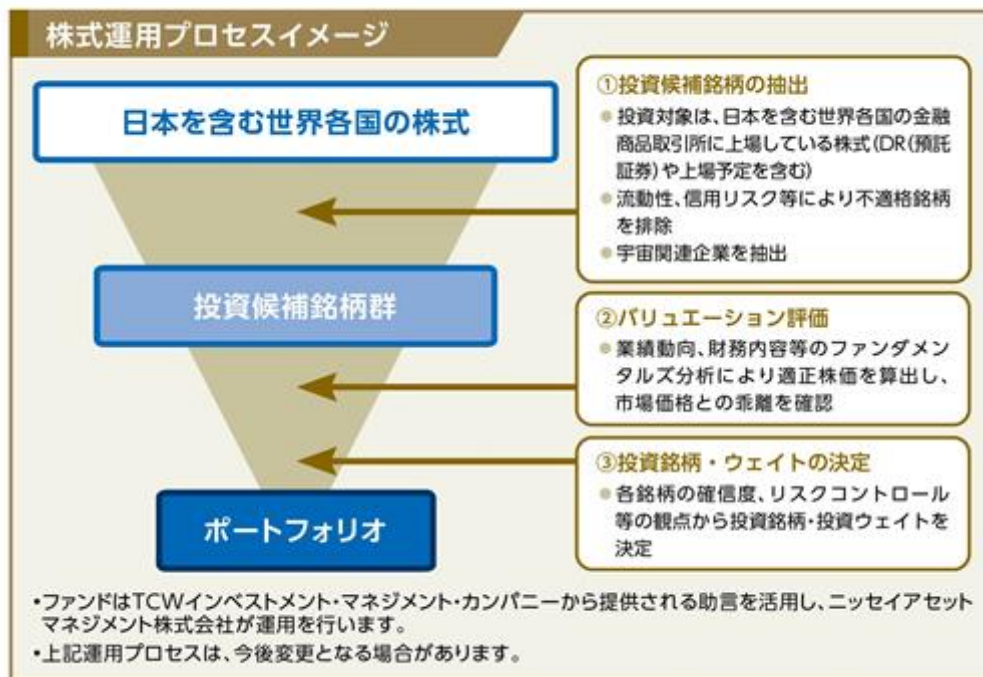 株式運用プロセスイメージ
日本を含む世界各国の株式
①投資候補銘柄の抽出
●投資対象は、日本を含む世界各国の金融
商品取引所に上場している株式(DR(預託
証券)や上場予定を含む)
●流動性、信用リスク等により不適格銘柄
を排除
●宇宙関連企業を抽出
投資候補銘柄群
②バリュエーション評価
●業績動向、財務内容等のファンダメン
タルズ分析により適正株価を算出し、
市場価格との乖離を確認
③投資銘柄・ウェイトの決定
●各銘柄の確信度、リスクコントロール
等の観点から投資銘柄・投資ウェイトを
決定
ポートフォリオ
・ファンドはTCWインベストメント・マネジメント・カンパニーから提供される助言を活用し、ニッセイアセット
マネジメント株式会社が運用を行います。
・上記運用プロセスは、今後変更となる場合があります。